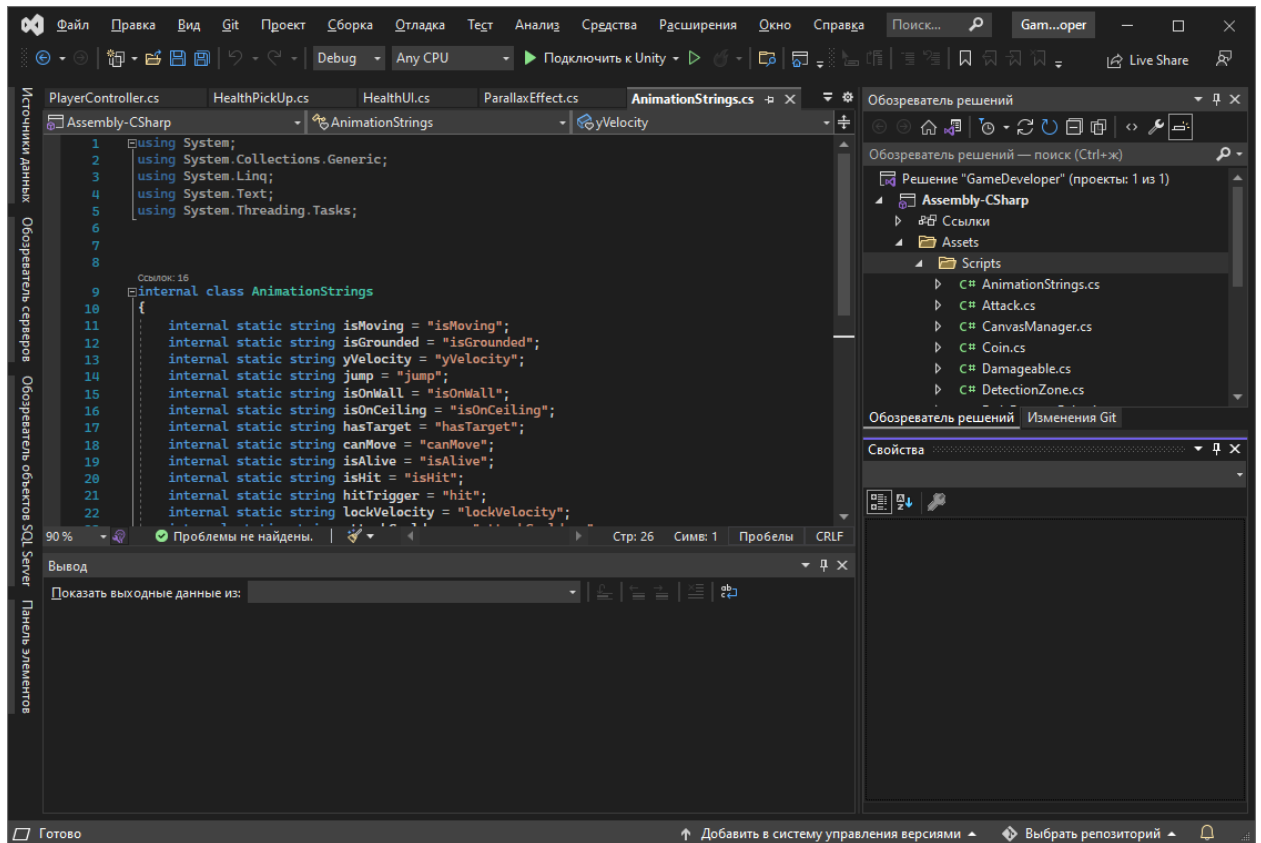 Файл Правка Вид Git Проект Сборка Отладка Тест Анализ Средства Расширения Окно Справка Поиск... Gam...oper
Debug Any CPU Подключить к Unity Live Share
Источники данных
Обозреватель серверов
Обозреватель объектов SQL Server
Панель элементов
PlayerController.cs HealthPickUp.cs HealthUI.cs ParallaxEffect.cs AnimationStrings.cs
Assembly-CSharp AnimationStrings yVelocity
1 using System;
2 using System.Collections.Generic;
3 using System.Linq;
4 using System.Text;
5 using System.Threading.Tasks;
6
7
8
Ссылок: 16
9 internal class AnimationStrings
10 {
11 internal static string isMoving = "isMoving";
12 internal static string isGrounded = "isGrounded";
13 internal static string yVelocity = "yVelocity";
14 internal static string jump = "jump";
15 internal static string isOnWall = "isOnWall";
16 internal static string isOnCeiling = "isOnCeiling";
17 internal static string hasTarget = "hasTarget";
18 internal static string canMove = "canMove";
19 internal static string isAlive = "isAlive";
20 internal static string isHit = "isHit";
21 internal static string hitTrigger = "hit";
22 internal static string lockVelocity = "lockVelocity";
90 % Проблемы не найдены. Стр: 26 Симв: 1 Пробелы CRLF
Вывод
Показать выходные данные из:
Обозреватель решений
Обозреватель решений — поиск (Ctrl+ж)
Решение "GameDeveloper" (проекты: 1 из 1)
Assembly-CSharp
Ссылки
Assets
Scripts
C# AnimationStrings.cs
C# Attack.cs
C# CanvasManager.cs
C# Coin.cs
C# Damageable.cs
C# DetectionZone.cs
Обозреватель решений Изменения Git
Свойства
Готово Добавить в систему управления версиями Выбрать репозиторий